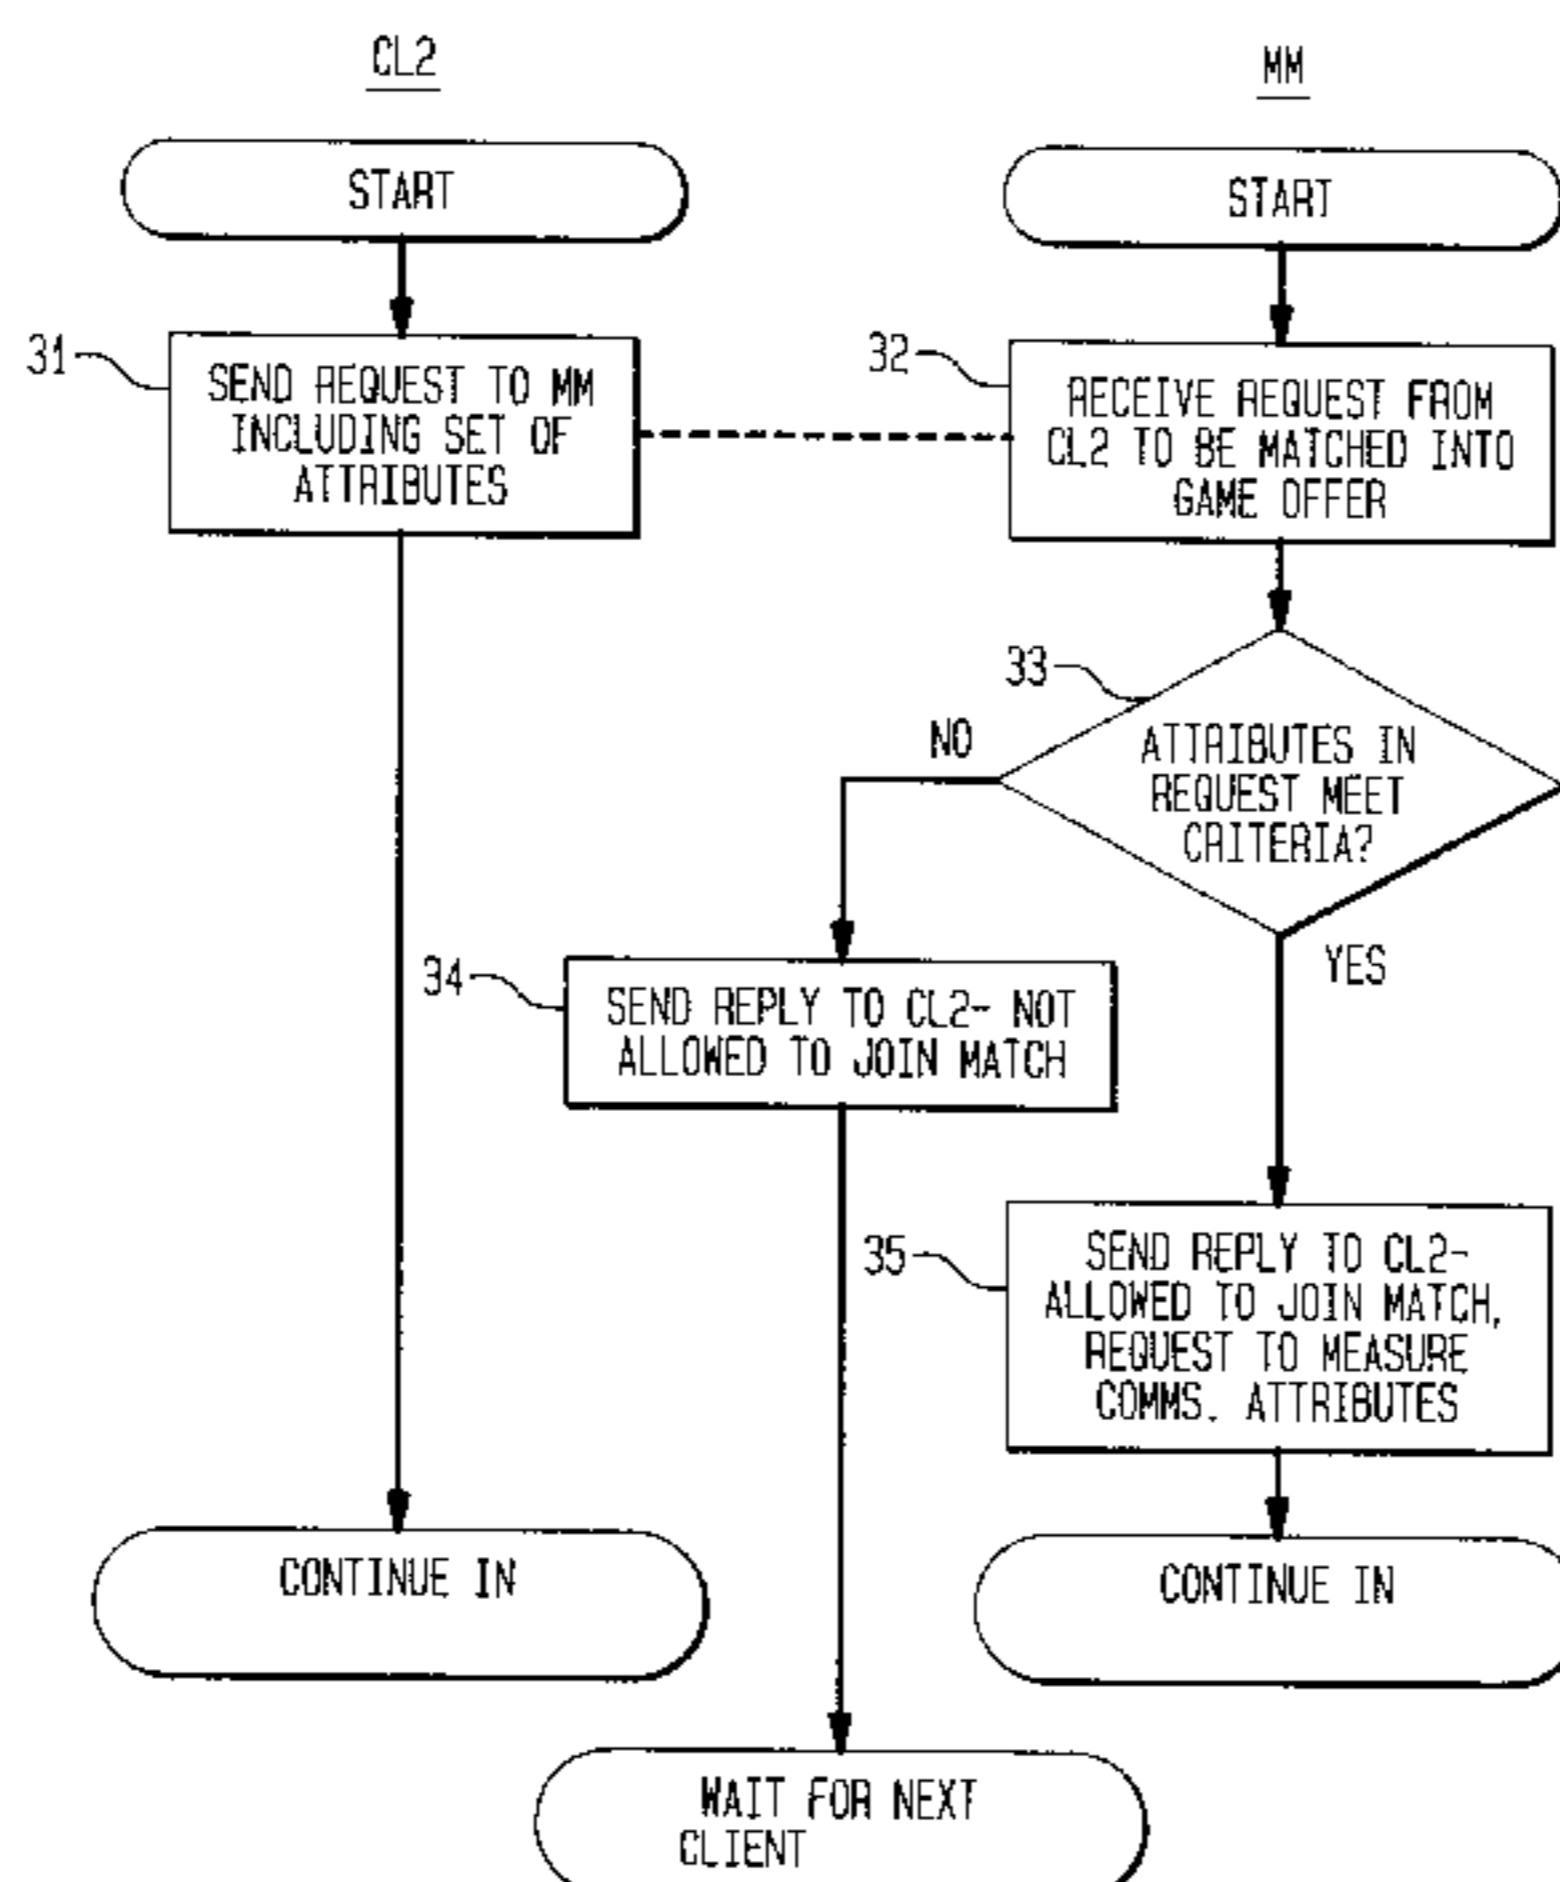 CL2
MM
START
START
31
SEND REQUEST TO MM
INCLUDING SET OF
ATTRIBUTES
32
RECEIVE REQUEST FROM
CL2 TO BE MATCHED INTO
GAME OFFER
33
NO
ATTRIBUTES IN
REQUEST MEET
CRITERIA?
YES
34
SEND REPLY TO CL2- NOT
ALLOWED TO JOIN MATCH
35
SEND REPLY TO CL2-
ALLOWED TO JOIN MATCH,
REQUEST TO MEASURE
COMMS. ATTRIBUTES
CONTINUE IN
CONTINUE IN
WAIT FOR NEXT
CLIENT